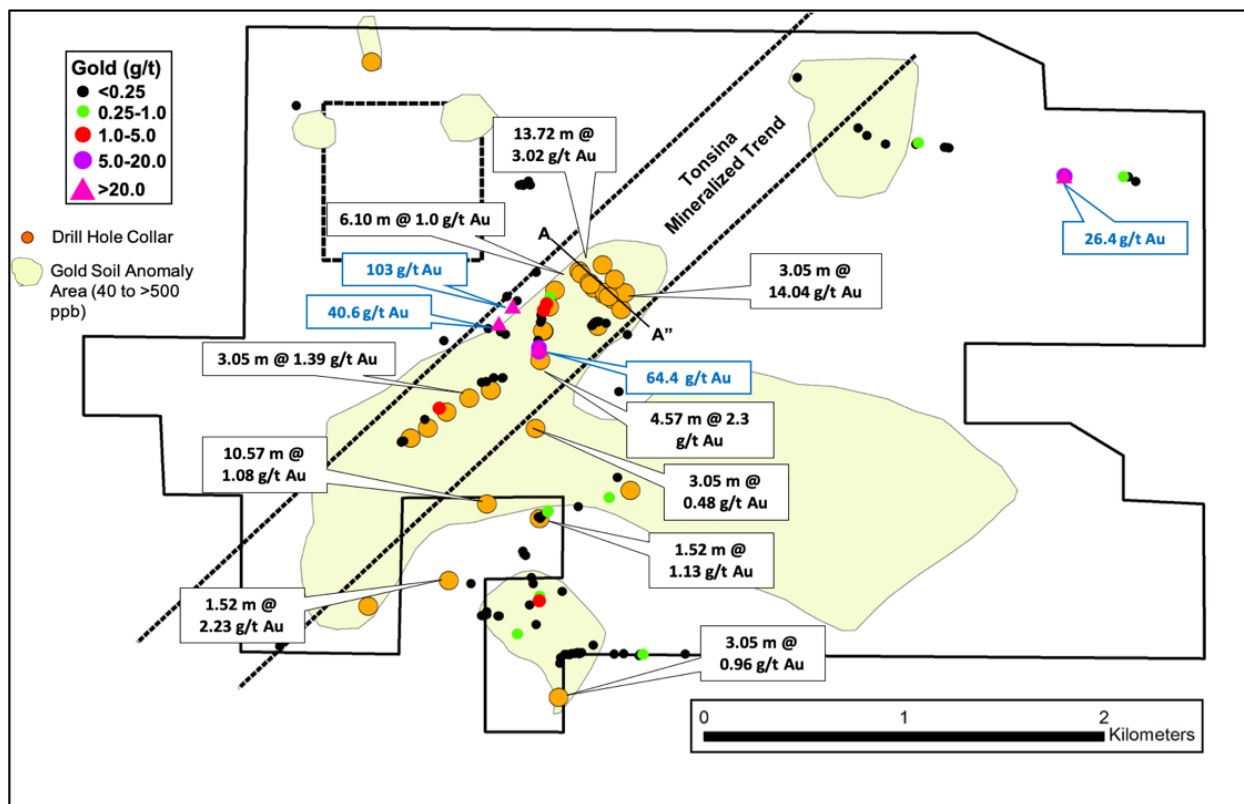 Gold (g/t)
<0.25
0.25-1.0
1.0-5.0
5.0-20.0
>20.0
Drill Hole Collar
Gold Soil Anomaly
Area (40 to >500
ppb)
13.72 m @
3.02 g/t Au
6.10 m @ 1.0 g/t Au
103 g/t Au
40.6 g/t Au
3.05 m @ 1.39 g/t Au
10.57 m @
1.08 g/t Au
1.52 m @
2.23 g/t Au
A
A"
Tonsina
Mineralized Trend
26.4 g/t Au
3.05 m @
14.04 g/t Au
64.4 g/t Au
4.57 m @ 2.3
g/t Au
3.05 m @
0.48 g/t Au
1.52 m @
1.13 g/t Au
3.05 m @
0.96 g/t Au
0 1 2
Kilometers